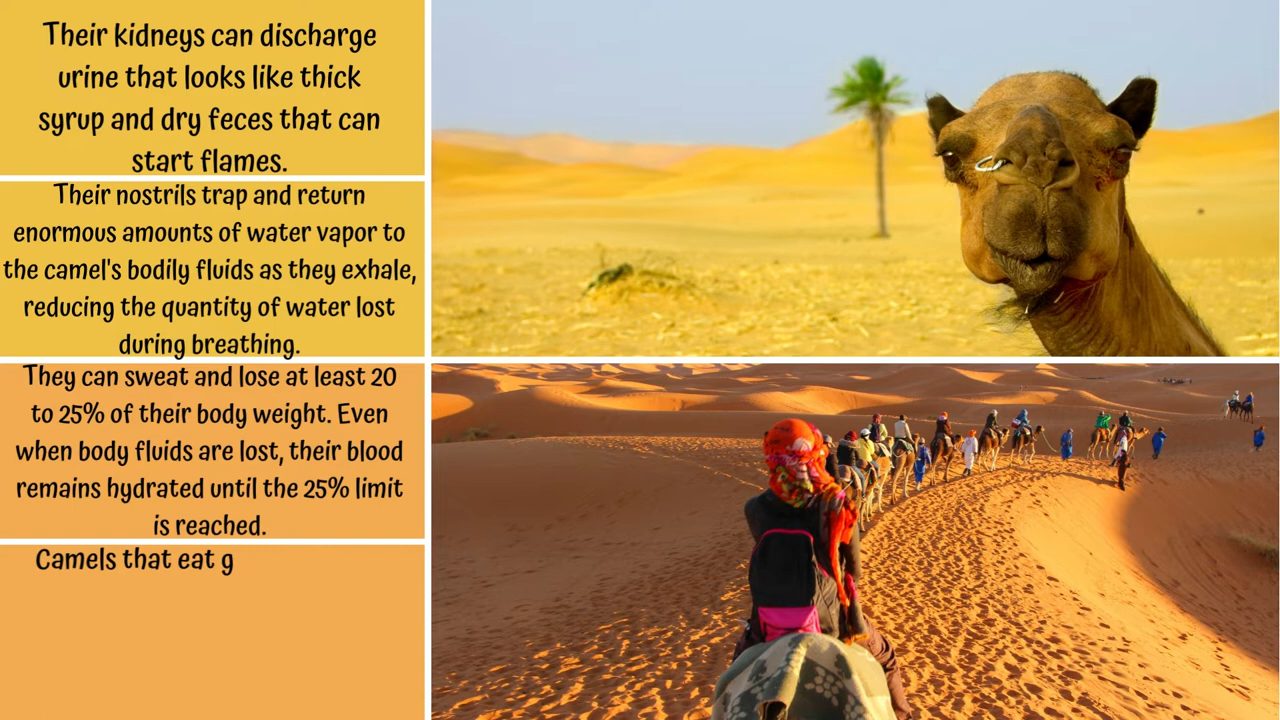 Their kidneys can discharge
urine that looks like thick
syrup and dry feces that can
start flames.
Their nostrils trap and return
enormous amounts of water vapor to
the camel's bodily fluids as they exhale,
reducing the quantity of water lost
during breathing.
They can sweat and lose at least 20
to 25% of their body weight. Even
when body fluids are lost, their blood
remains hydrated until the 25% limit
is reached.
Camels that eat g